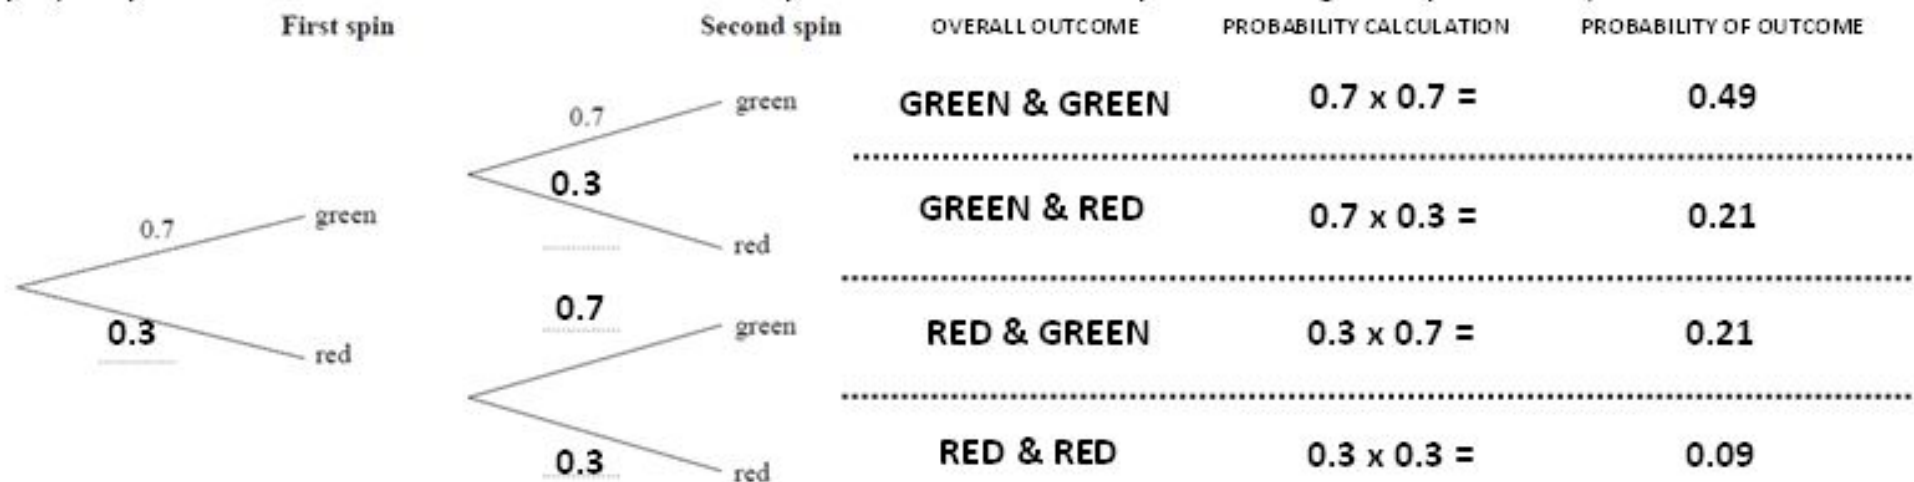 First spin Second spin OVERALL OUTCOME PROBABILITY CALCULATION PROBABILITY OF OUTCOME
0.7 green GREEN & GREEN 0.7 x 0.7 = 0.49
0.3
red GREEN & RED 0.7 x 0.3 = 0.21
0.7 green
0.3 red
0.7 green RED & GREEN 0.3 x 0.7 = 0.21
0.3 red RED & RED 0.3 x 0.3 = 0.09